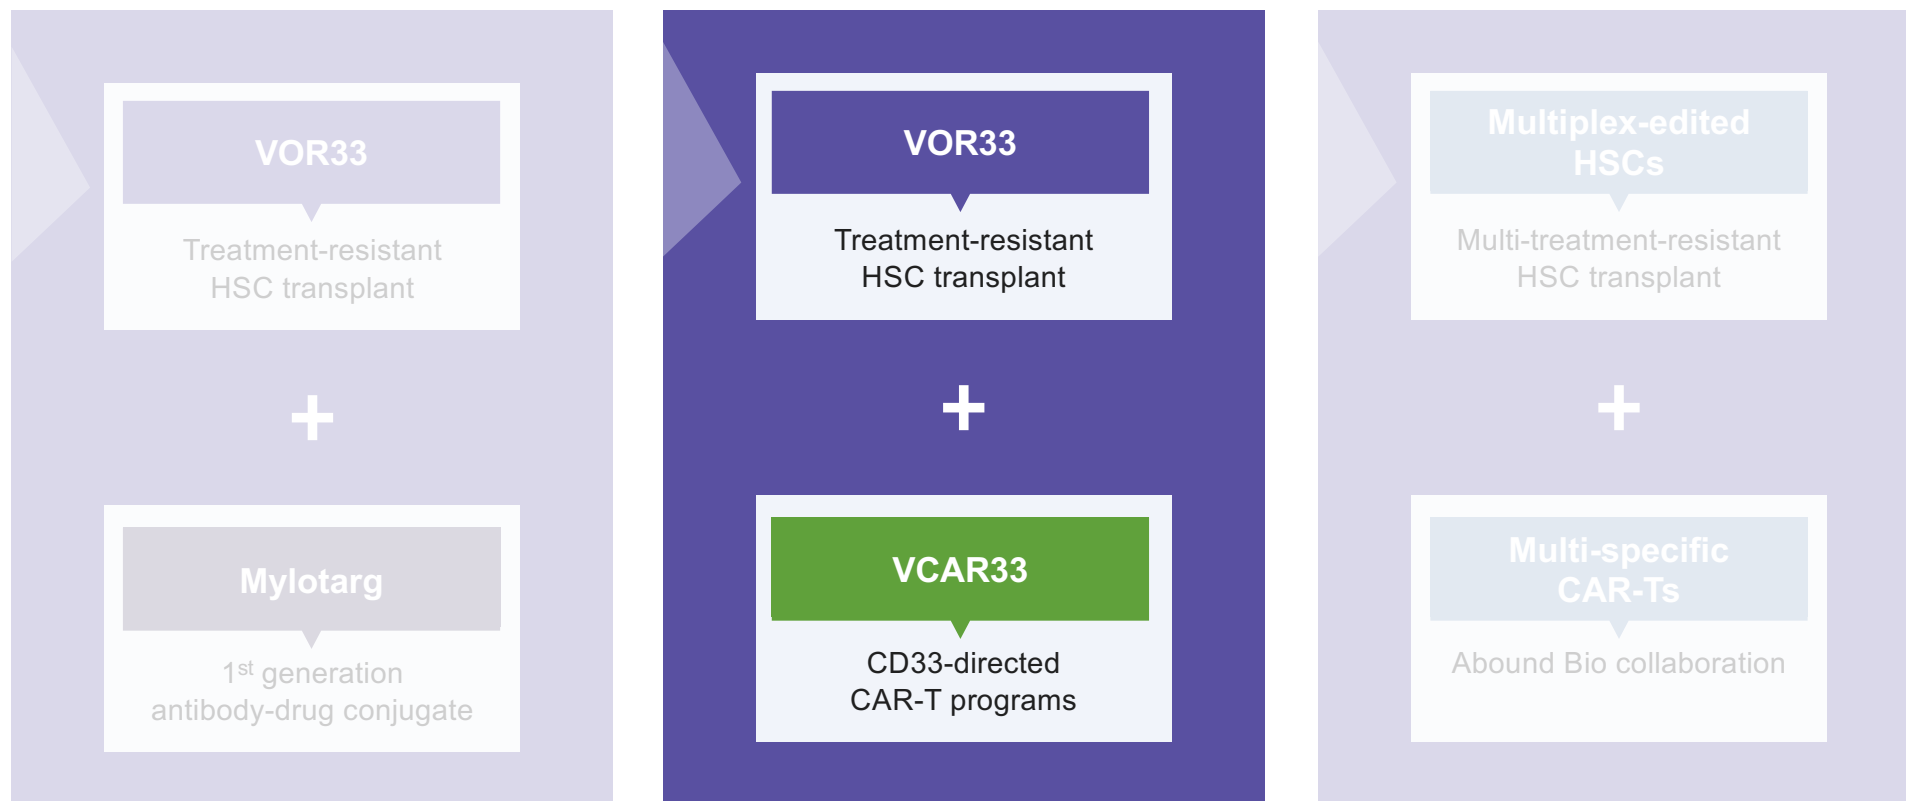 VOR33
Treatment-resistant
HSC transplant
+
Mylotarg
1st generation
antibody-drug conjugate
VOR33
Treatment-resistant
HSC transplant
+
VCAR33
CD33-directed
CAR-T programs
Multiplex-edited
HSCs
Multi-treatment-resistant
HSC transplant
+
Multi-specific
CAR-Ts
Abound Bio collaboration